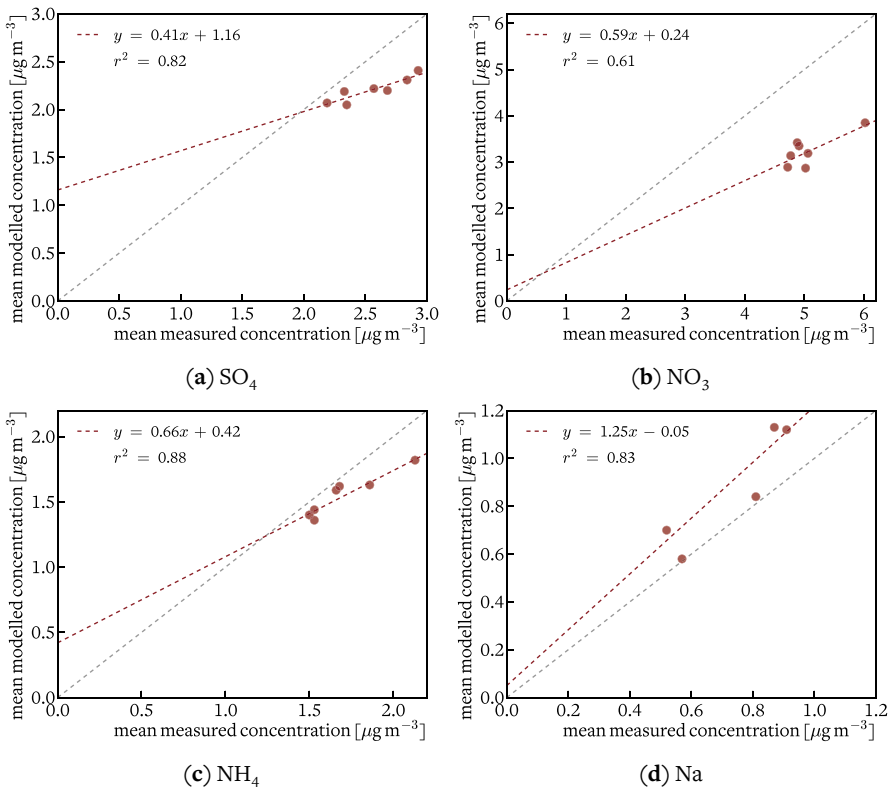 3.0
2.5
2.0
1.5
1.0
0.5
0.0
mean modelled concentration [μg m−3]
y = 0.41x + 1.16
r2 = 0.82
0.0 0.5 1.0 1.5 2.0 2.5 3.0
mean measured concentration [μg m−3]
(a) SO4
6
5
4
3
2
1
0
mean modelled concentration [μg m−3]
y = 0.59x + 0.24
r2 = 0.61
0 1 2 3 4 5 6
mean measured concentration [μg m−3]
(b) NO3
2.0
1.5
1.0
0.5
0.0
mean modelled concentration [μg m−3]
y = 0.66x + 0.42
r2 = 0.88
0.0 0.5 1.0 1.5 2.0
mean measured concentration [μg m−3]
(c) NH4
1.2
1.0
0.8
0.6
0.4
0.2
0.0
mean modelled concentration [μg m−3]
y = 1.25x − 0.05
r2 = 0.83
0.0 0.2 0.4 0.6 0.8 1.0 1.2
mean measured concentration [μg m−3]
(d) Na